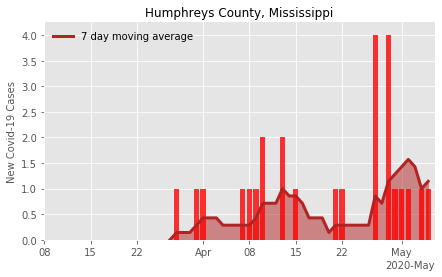 Humphreys County, Mississippi
7 day moving average
New Covid-19 Cases
4.0
3.5
3.0
2.5
2.0
1.5
1.0
0.5
0.0
08 15 22 Apr 08 15 22 May
2020-May